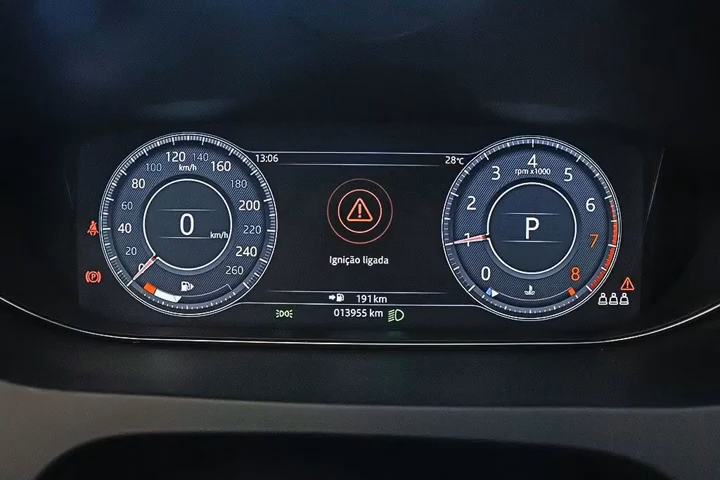 13:06
28°C
0
20
40
60
80
100
120
140
160
180
200
220
240
260
km/h
0
km/h
Ignição ligada
191 km
013955 km
0
1
2
3
4
5
6
7
8
rpm x1000
P
P